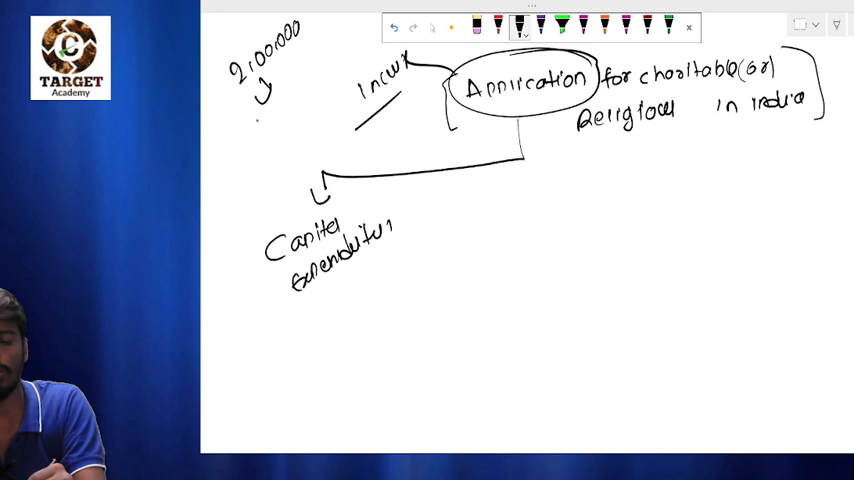 TARGET
Academy
2,00,000
Income
Application for charitable (or)
Religious in india
Capital
expenditure